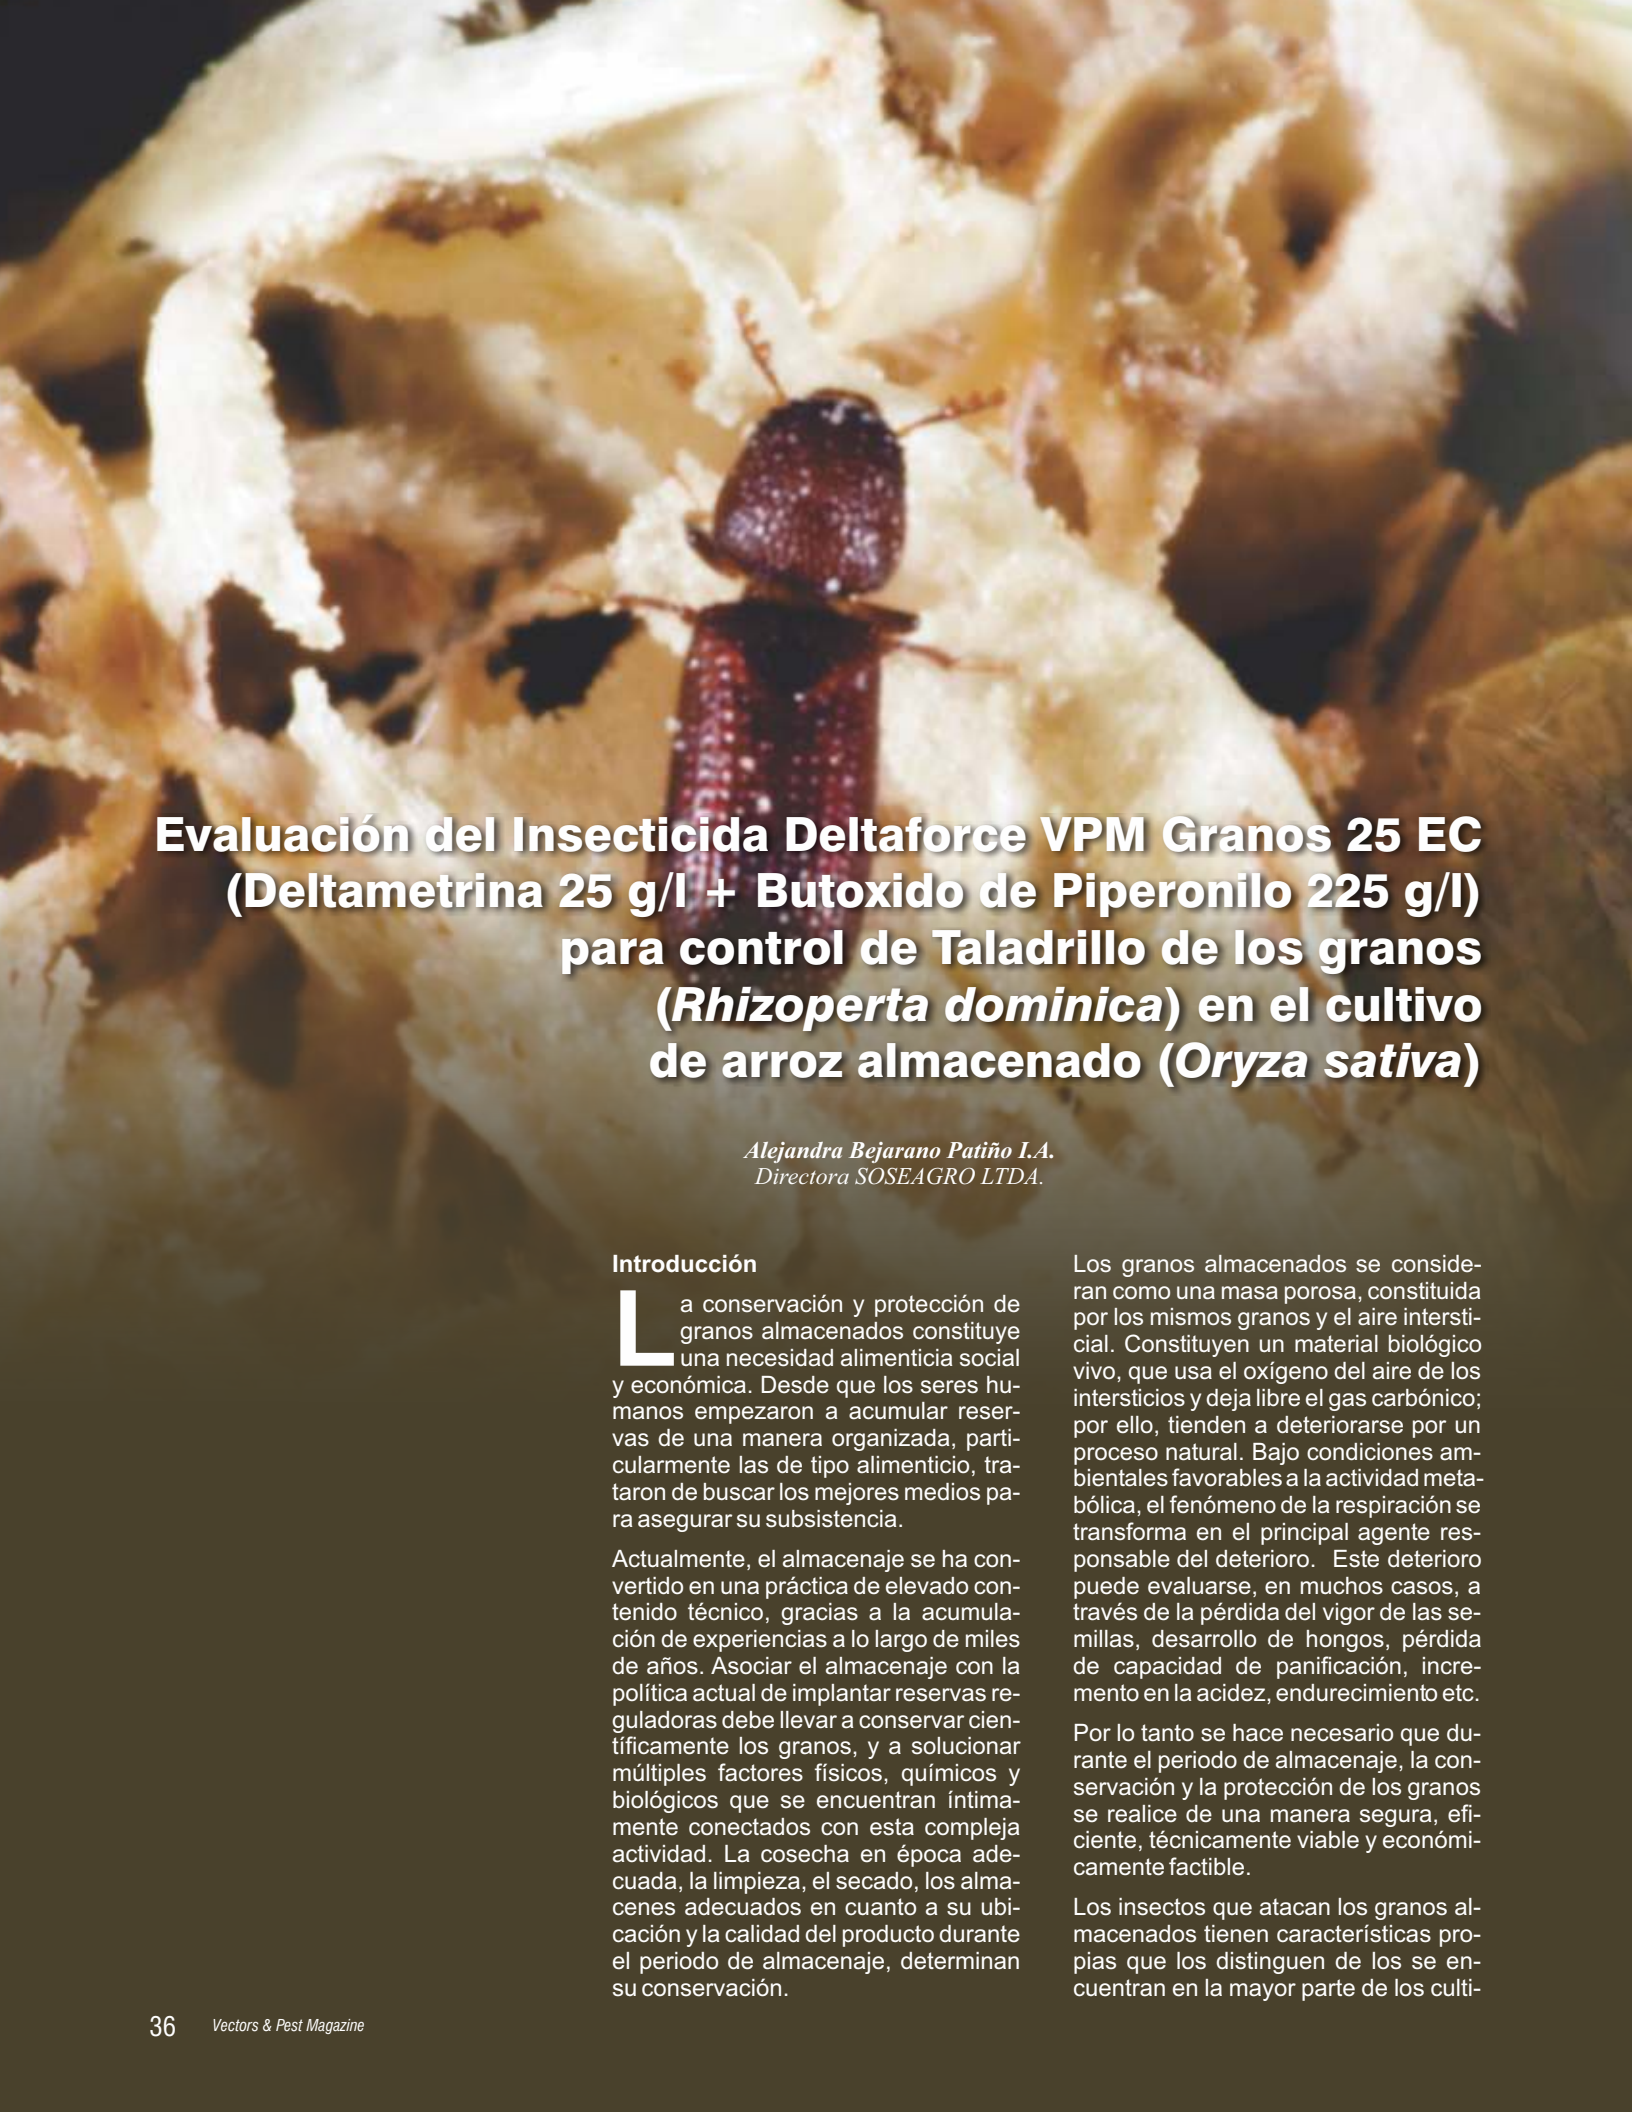 Evaluación del Insecticida Deltaforce VPM Granos 25 EC
(Deltametrina 25 g/l + Butoxido de Piperonilo 225 g/l)
para control de Taladrillo de los granos
(Rhizoperta dominica) en el cultivo
de arroz almacenado (Oryza sativa)
Alejandra Bejarano Patiño I.A.
Directora SOSEAGRO LTDA.
Introducción
La conservación y protección de
granos almacenados constituye
una necesidad alimenticia social
y económica. Desde que los seres hu-
manos empezaron a acumular reser-
vas de una manera organizada, parti-
cularmente las de tipo alimenticio, tra-
taron de buscar los mejores medios pa-
ra asegurar su subsistencia.
Actualmente, el almacenaje se ha con-
vertido en una práctica de elevado con-
tenido técnico, gracias a la acumula-
ción de experiencias a lo largo de miles
de años. Asociar el almacenaje con la
política actual de implantar reservas re-
guladoras debe llevar a conservar cien-
tíficamente los granos, y a solucionar
múltiples factores físicos, químicos y
biológicos que se encuentran íntima-
mente conectados con esta compleja
actividad. La cosecha en época ade-
cuada, la limpieza, el secado, los alma-
cenes adecuados en cuanto a su ubi-
cación y la calidad del producto durante
el periodo de almacenaje, determinan
su conservación.
Los granos almacenados se conside-
ran como una masa porosa, constituida
por los mismos granos y el aire intersti-
cial. Constituyen un material biológico
vivo, que usa el oxígeno del aire de los
intersticios y deja libre el gas carbónico;
por ello, tienden a deteriorarse por un
proceso natural. Bajo condiciones am-
bientales favorables a la actividad meta-
bólica, el fenómeno de la respiración se
transforma en el principal agente res-
ponsable del deterioro. Este deterioro
puede evaluarse, en muchos casos, a
través de la pérdida del vigor de las se-
millas, desarrollo de hongos, pérdida
de capacidad de panificación, incre-
mento en la acidez, endurecimiento etc.
Por lo tanto se hace necesario que du-
rante el periodo de almacenaje, la con-
servación y la protección de los granos
se realice de una manera segura, efi-
ciente, técnicamente viable y económi-
camente factible.
Los insectos que atacan los granos al-
macenados tienen características pro-
pias que los distinguen de los se en-
cuentran en la mayor parte de los culti-
36 Vectors & Pest Magazine